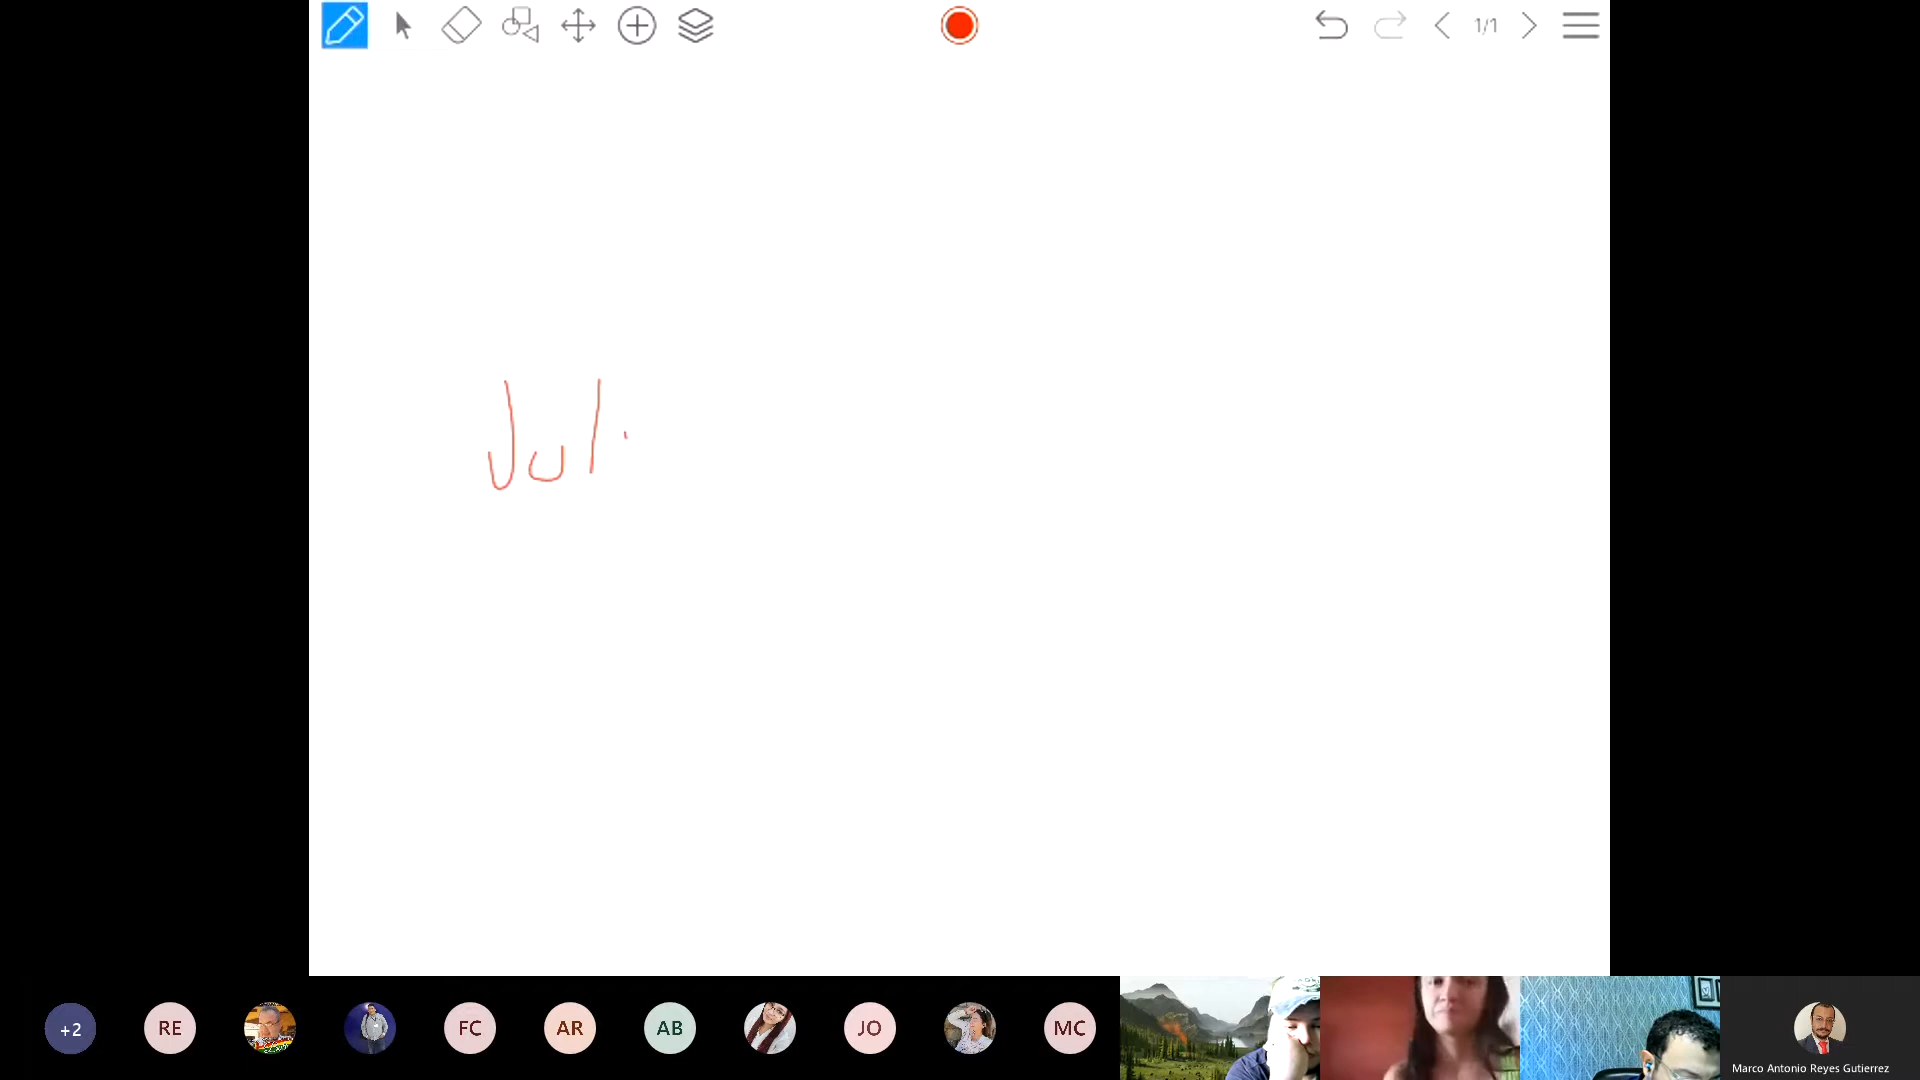 1/1
Jul.
+2
RE
FC
AR
AB
JO
MC
Marco Antonio Reyes Gutierrez